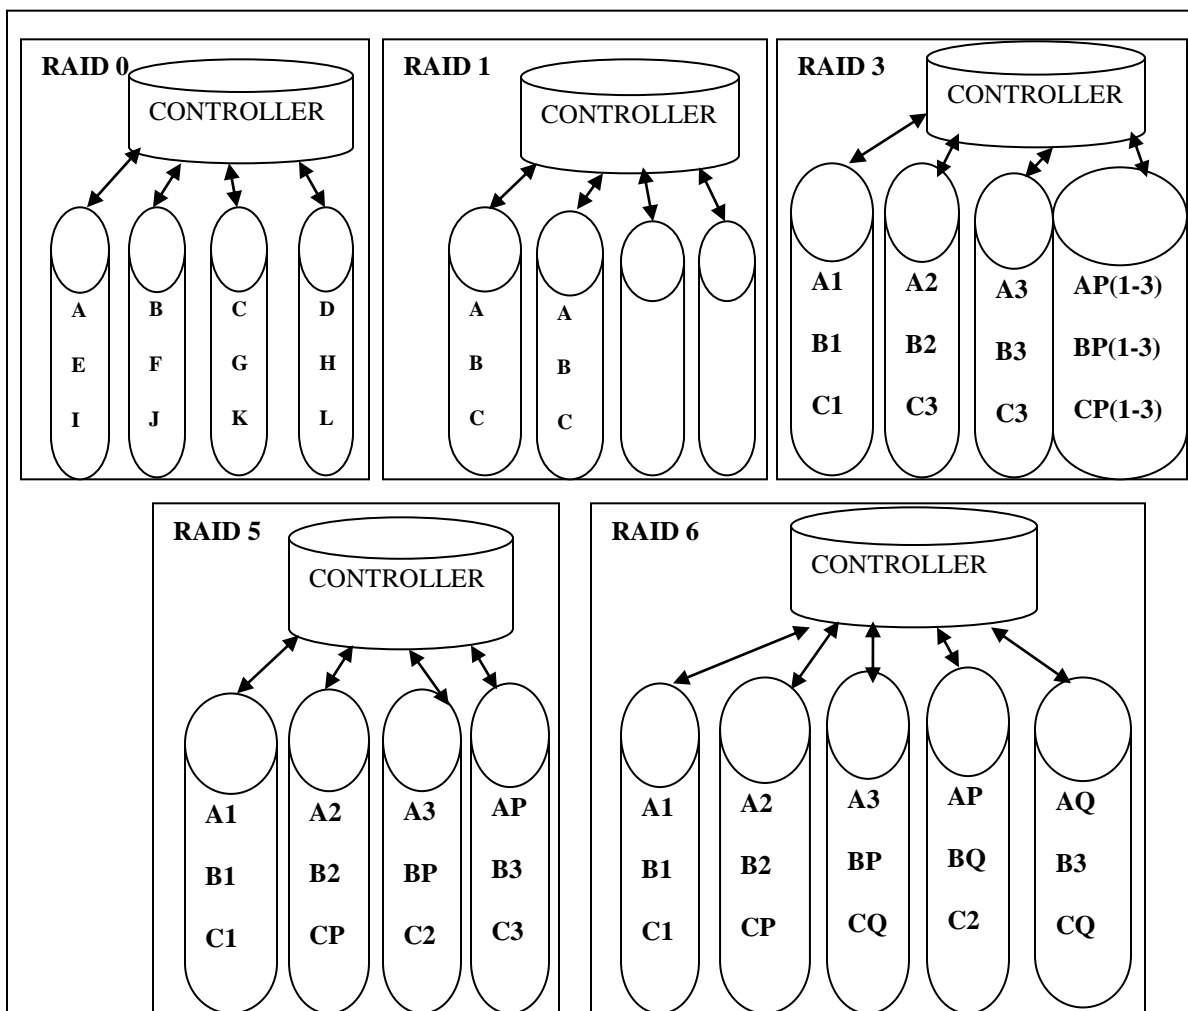 RAID 0
CONTROLLER
A B C D
E F G H
I J K L
RAID 1
CONTROLLER
A A
B B
C C
RAID 3
CONTROLLER
A1 A2 A3 AP(1-3)
B1 B2 B3 BP(1-3)
C1 C3 C3 CP(1-3)
RAID 5
CONTROLLER
A1 A2 A3 AP
B1 B2 BP B3
C1 CP C2 C3
RAID 6
CONTROLLER
A1 A2 A3 AP AQ
B1 B2 BP BQ B3
C1 CP CQ C2 CQ